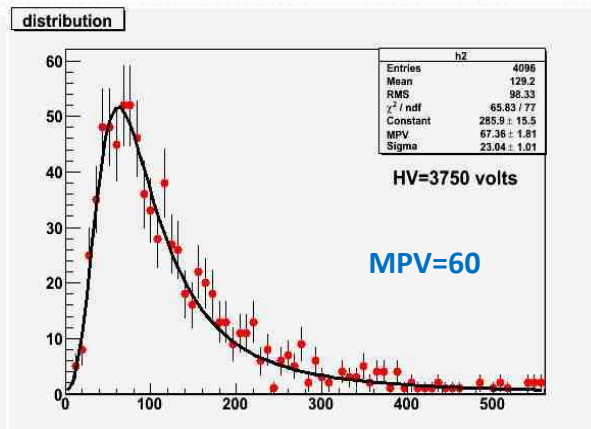 distribution
h2
Entries 4096
Mean 129.2
RMS 98.33
χ² / ndf 65.83 / 77
Constant 285.9 ± 15.5
MPV 67.36 ± 1.81
Sigma 23.04 ± 1.01
HV=3750 volts
MPV=60
60
50
40
30
20
10
0
0 100 200 300 400 500